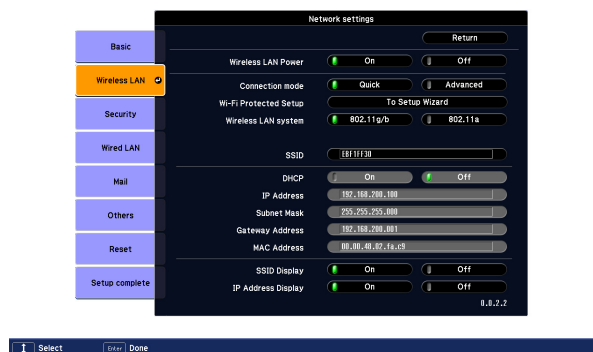 Network settings
Return
Basic
Wireless LAN
Security
Wired LAN
Mail
Others
Reset
Setup complete
Wireless LAN Power On Off
Connection mode Quick Advanced
Wi-Fi Protected Setup To Setup Wizard
Wireless LAN system 802.11g/b 802.11a
SSID EBF1FF30
DHCP On Off
IP Address 192.168.200.100
Subnet Mask 255.255.255.000
Gateway Address 192.168.200.001
MAC Address 00.00.48.02.fa.c9
SSID Display On Off
IP Address Display On Off
0.0.2.2
Select Enter Done